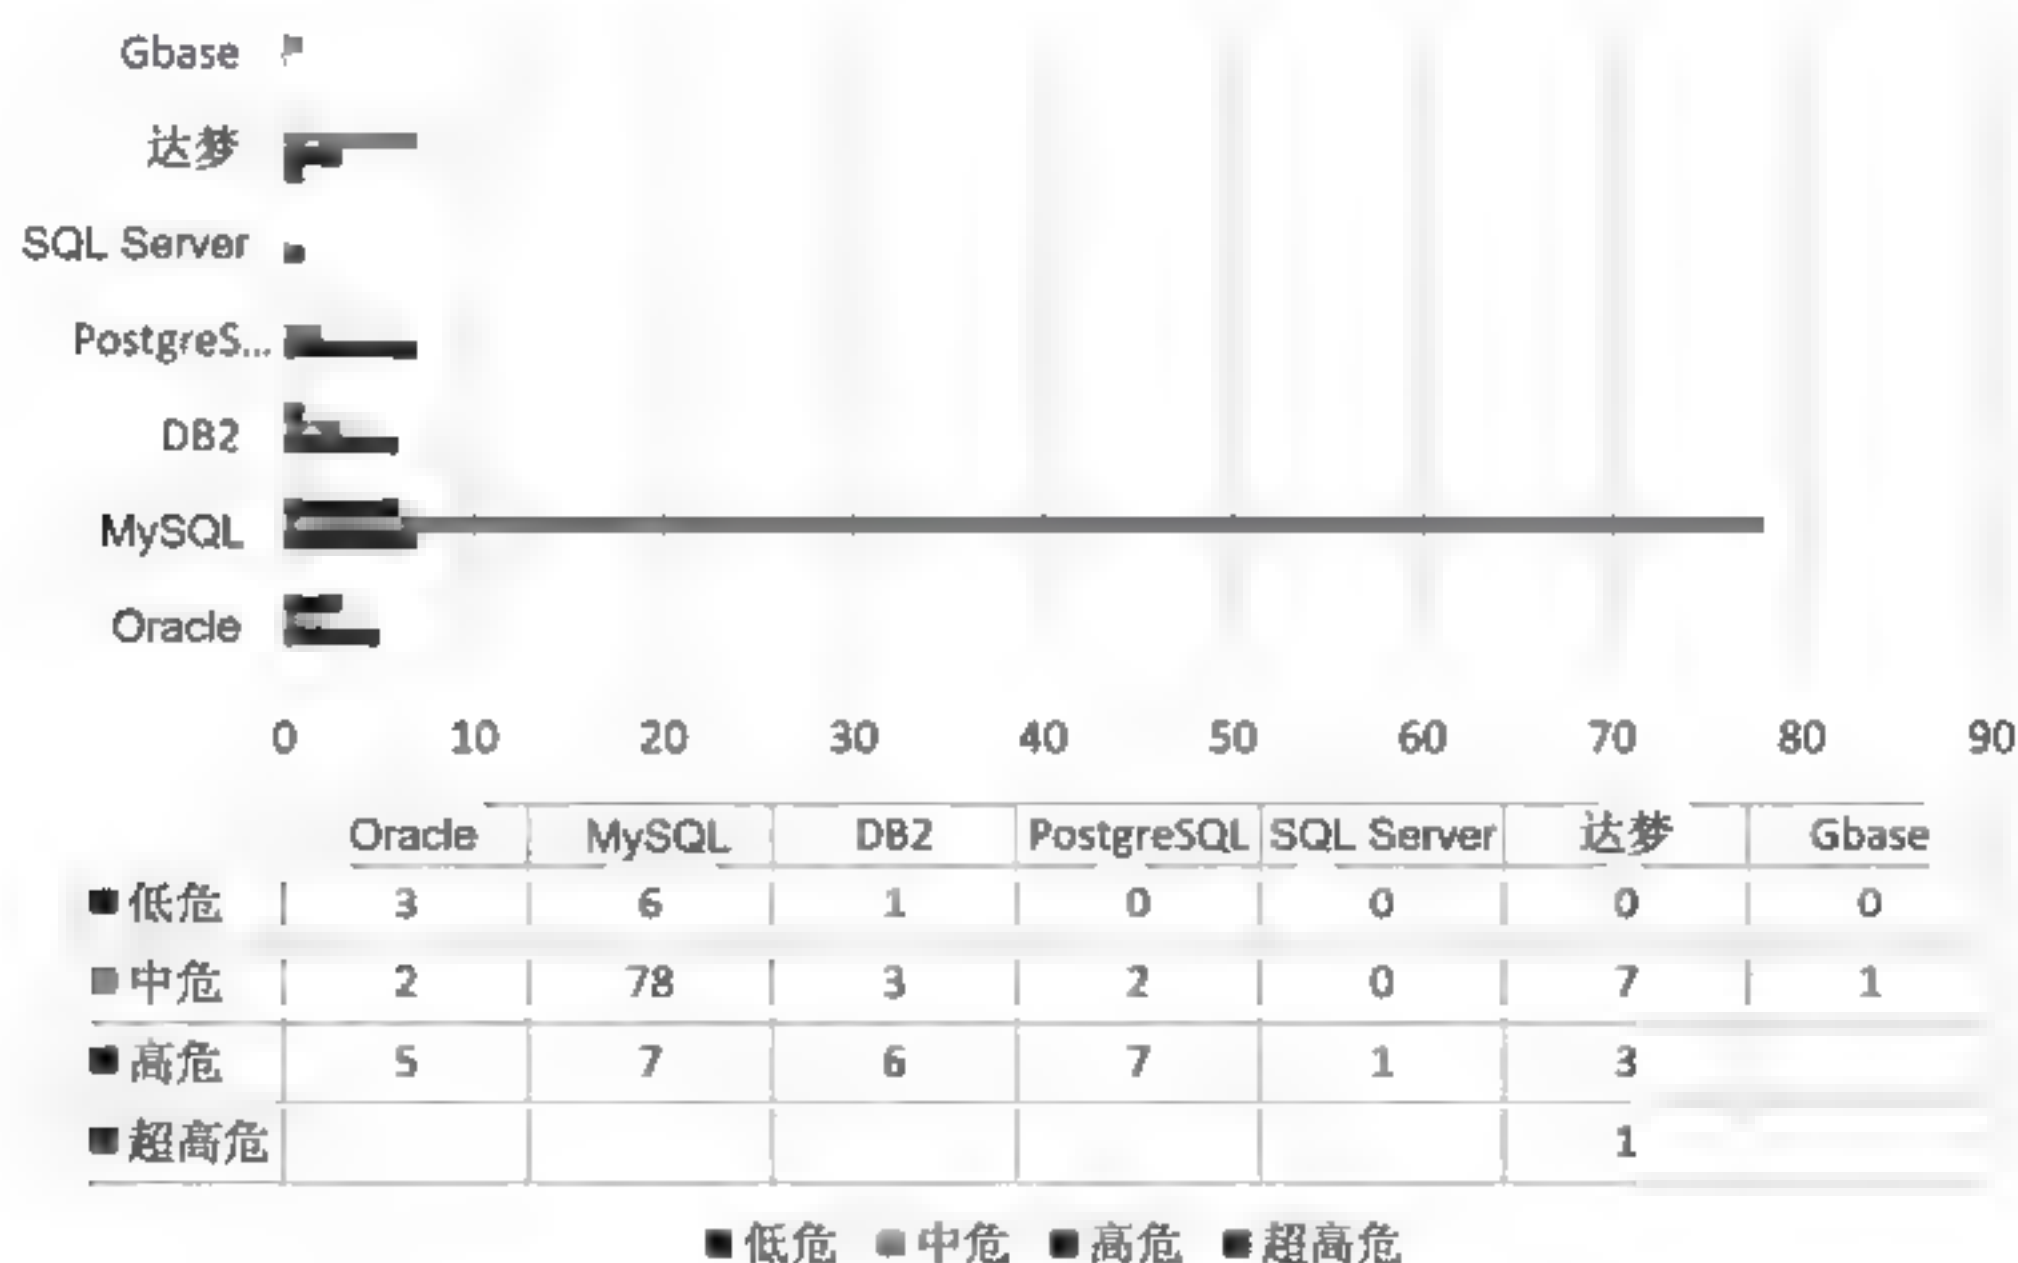 Gbase
达梦
SQL Server
PostgreS...
DB2
MySQL
Oracle
0 10 20 30 40 50 60 70 80 90
Oracle MySQL DB2 PostgreSQL SQL Server 达梦 Gbase
低危 3 6 1 0 0 0 0
中危 2 78 3 2 0 7 1
高危 5 7 6 7 1 3
超高危 1
低危 中危 高危 超高危